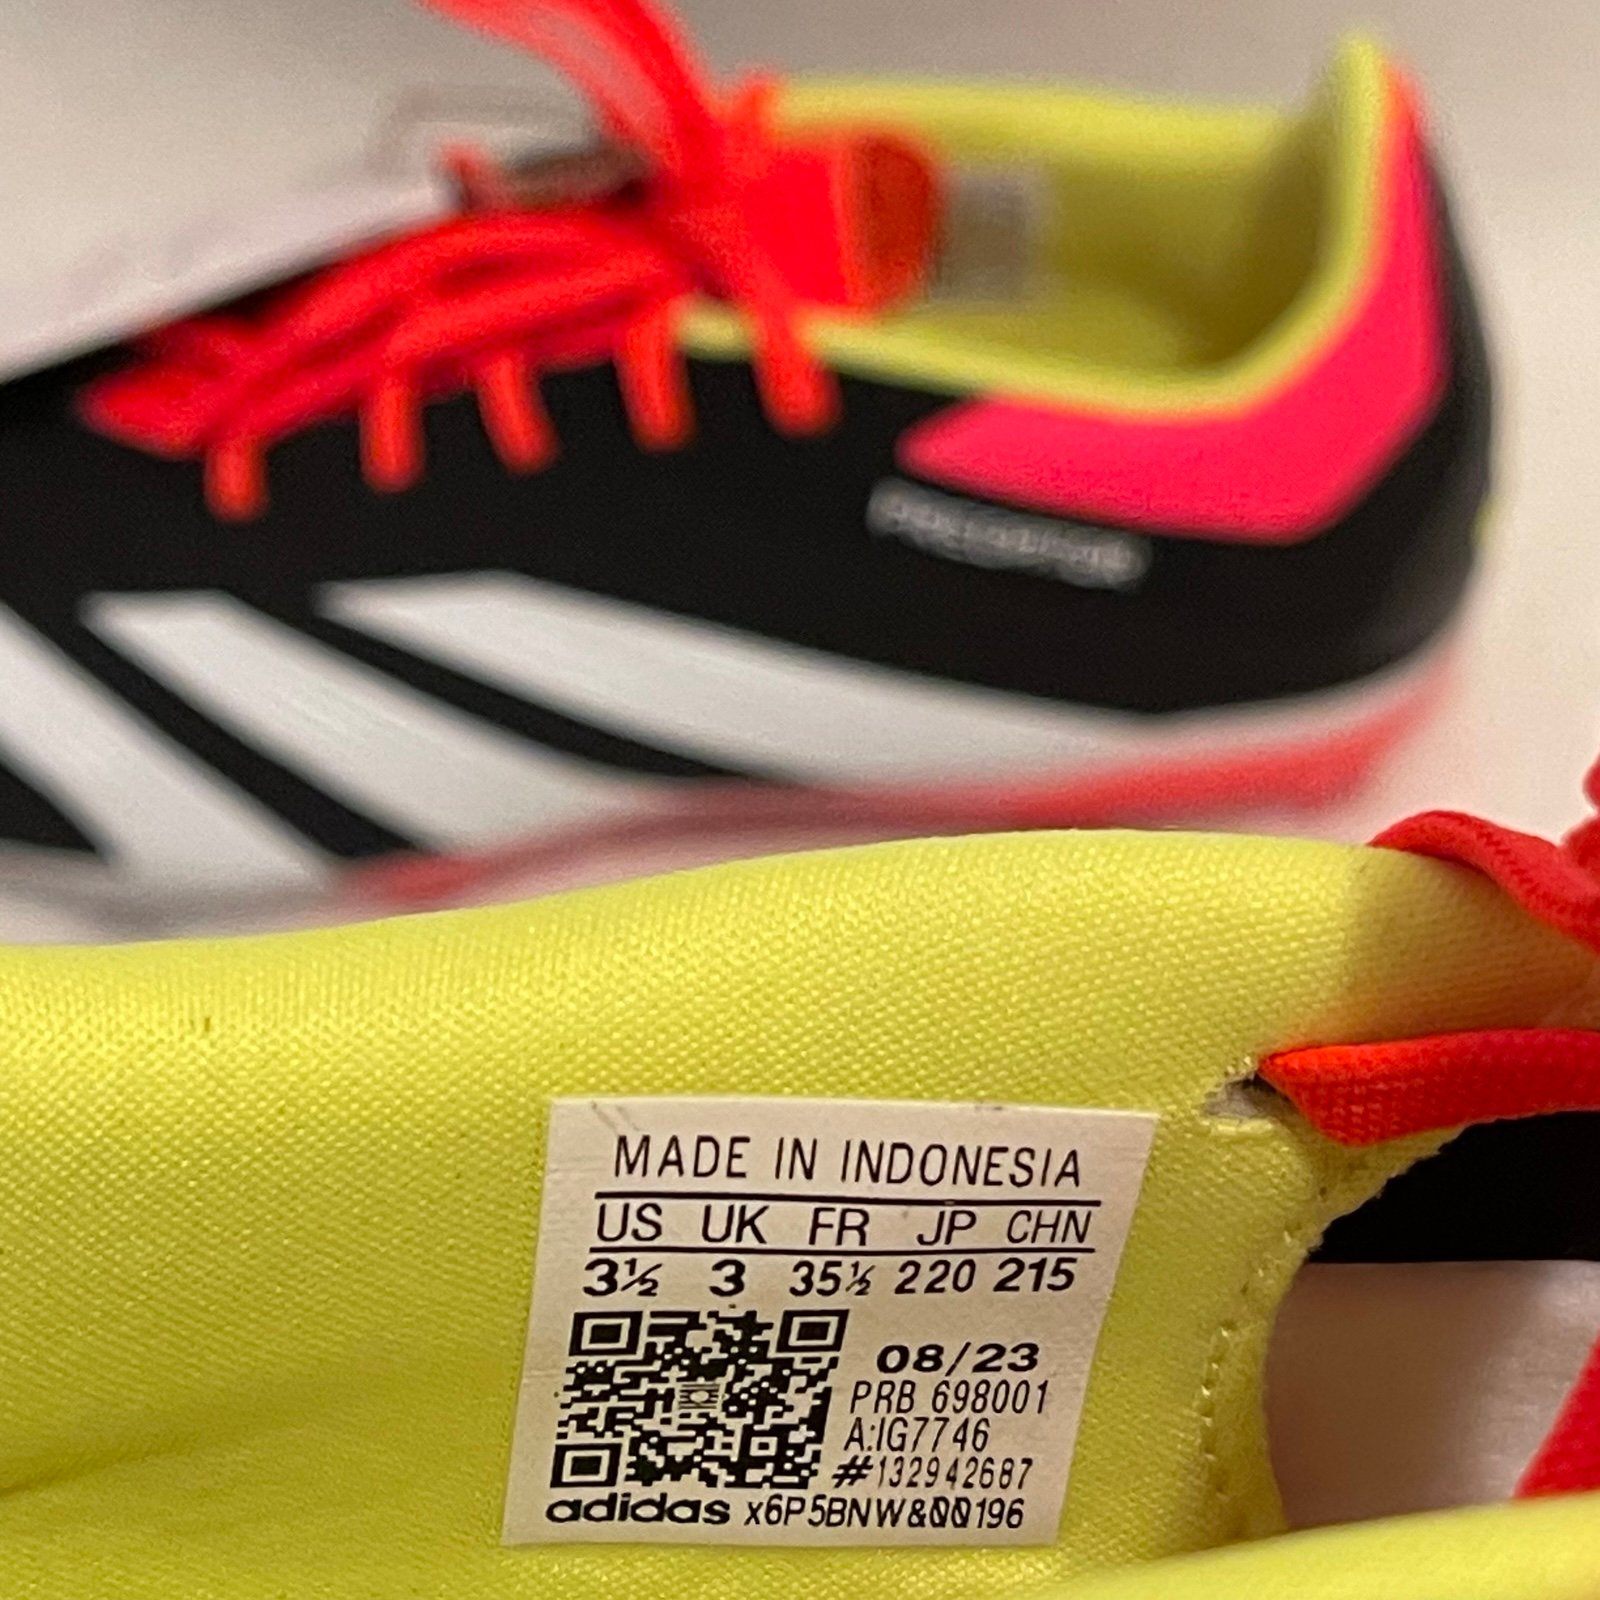 PREDATOR
MADE IN INDONESIA
US UK FR JP CHN
3½ 3 35½ 220 215
08/23
PRB 698001
A:IG7746
#132942687
adidas x6P5BNW&00196